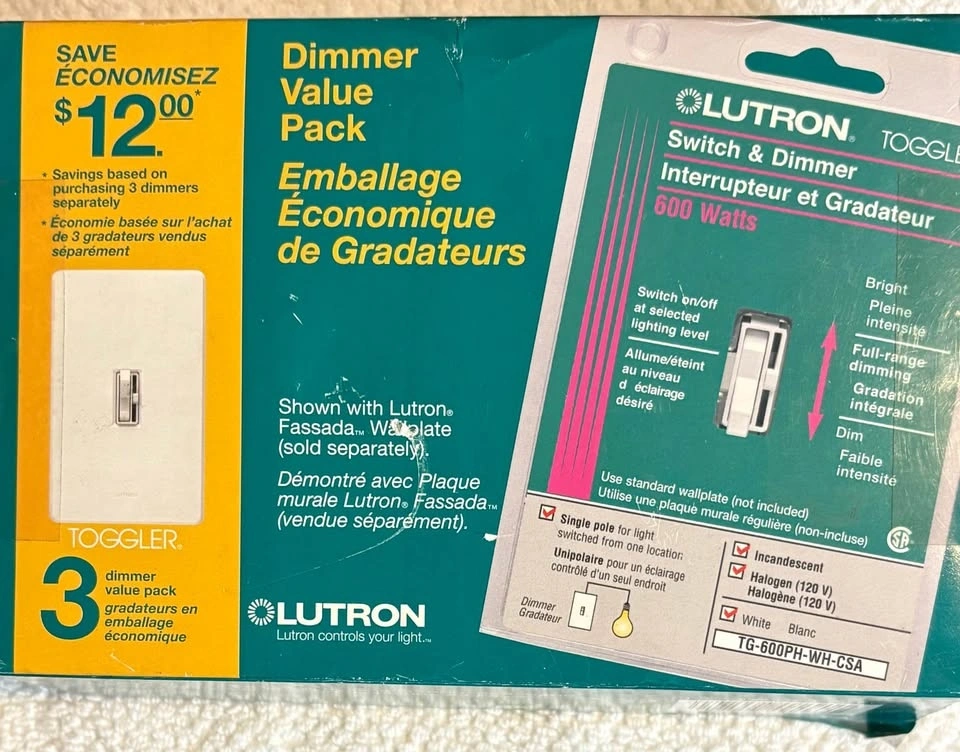 SAVE
ÉCONOMISEZ
$12.00*
* Savings based on
purchasing 3 dimmers
separately
* Économie basée sur l'achat
de 3 gradateurs vendus
séparément
LUTRON
TOGGLER®
3
dimmer
value pack
gradateurs en
emballage
économique
Dimmer
Value
Pack
Emballage
Économique
de Gradateurs
Shown with Lutron®
Fassada™ Wallplate
(sold separately).
Démontré avec Plaque
murale Lutron® Fassada™
(vendue séparément).
LUTRON
Lutron controls your light.™
LUTRON® TOGGLE
Switch & Dimmer
Interrupteur et Gradateur
600 Watts
Switch on/off
at selected
lighting level
Allume/éteint
au niveau
d éclairage
désiré
Bright
Pleine
intensité
Full-range
dimming
Gradation
intégrale
Dim
Faible
intensité
Use standard wallplate (not included)
Utilise une plaque murale régulière (non-incluse)
Single pole for light
switched from one location
Unipolaire pour un éclairage
contrôlé d'un seul endroit
Dimmer
Gradateur
Incandescent
Halogen (120 V)
Halogène (120 V)
White Blanc
TG-600PH-WH-CSA